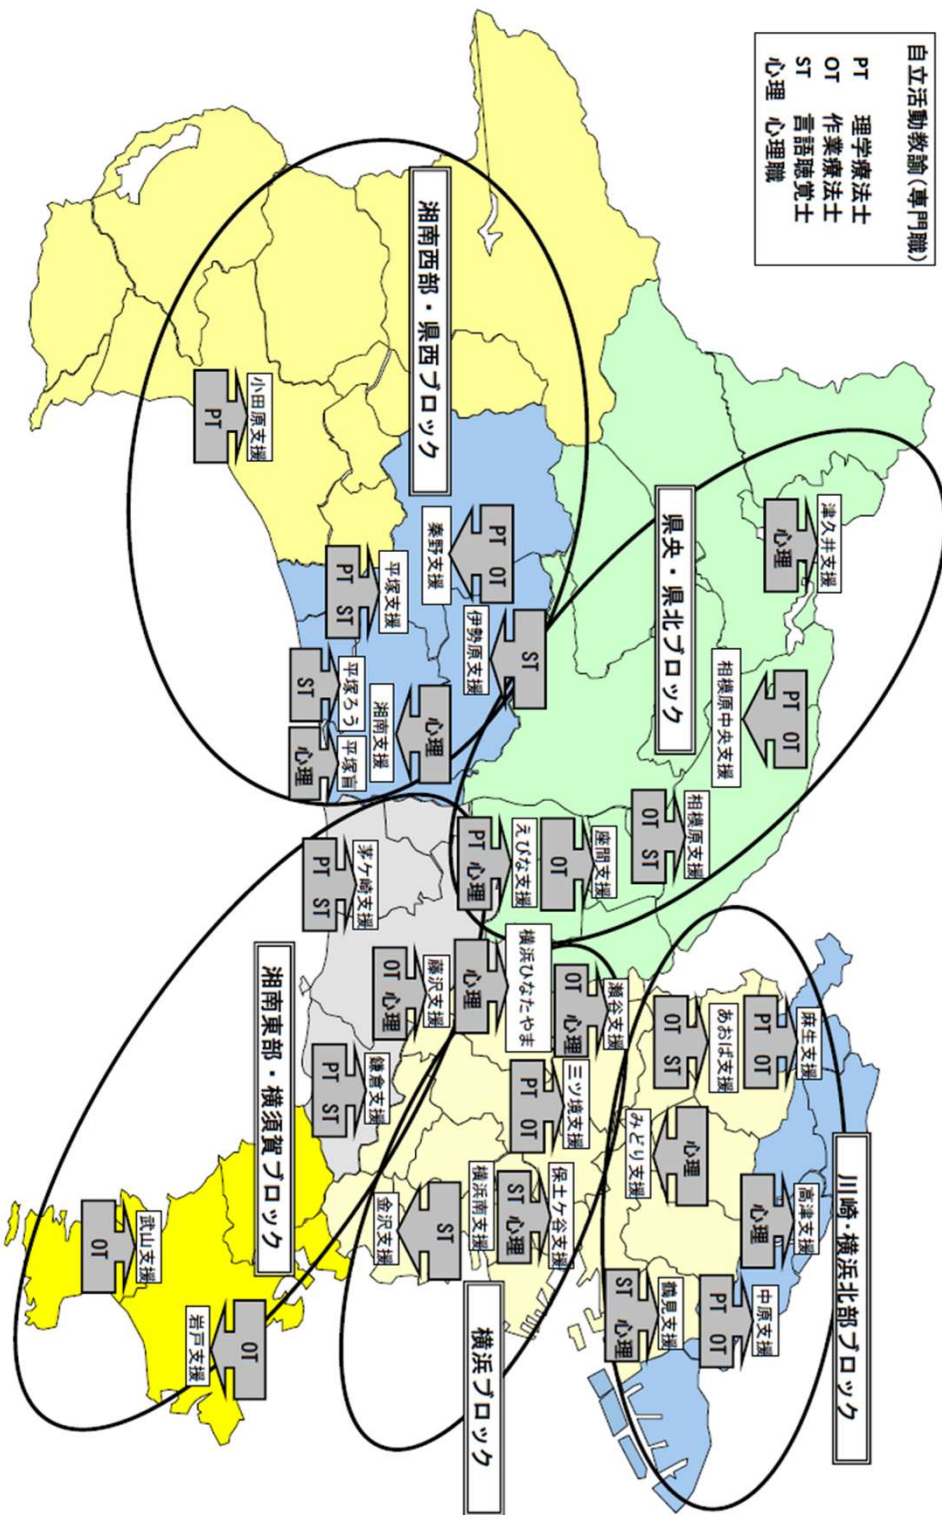 自立活動教諭(専門職)
PT 理学療法士
OT 作業療法士
ST 言語聴覚士
心理 心理職
県央・県北ブロック
津久井支援
心理
相模原中央支援
PT OT
相模原支援
OT ST
座間支援
OT
えびな支援
PT 心理
湘南西部・県西ブロック
小田原支援
PT
秦野支援
PT OT
伊勢原支援
ST
平塚支援
PT ST
平塚ろう
ST
平塚盲
心理
湘南支援
心理
川崎・横浜北部ブロック
麻生支援
PT OT
あおば支援
OT ST
高津支援
心理
みどり支援
心理
中原支援
PT OT
鶴見支援
ST 心理
横浜ブロック
瀬谷支援
OT 心理
横浜ひなたやま
心理
三ツ境支援
PT OT
保土ケ谷支援
ST 心理
横浜南支援
金沢支援
ST
湘南東部・横須賀ブロック
茅ケ崎支援
PT ST
藤沢支援
OT 心理
鎌倉支援
PT ST
武山支援
OT
岩戸支援
OT